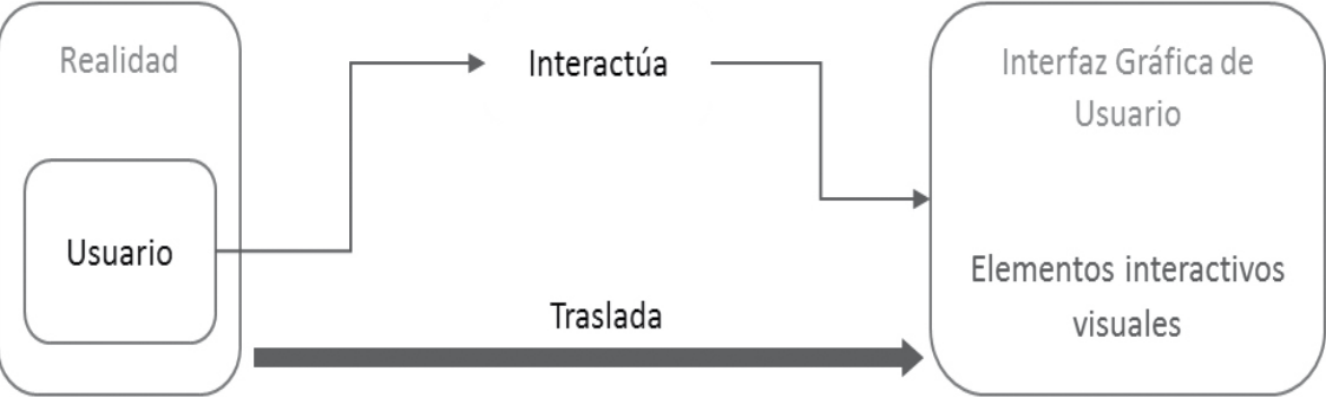 Realidad
Usuario
Interactúa
Traslada
Interfaz Gráfica de
Usuario
Elementos interactivos
visuales